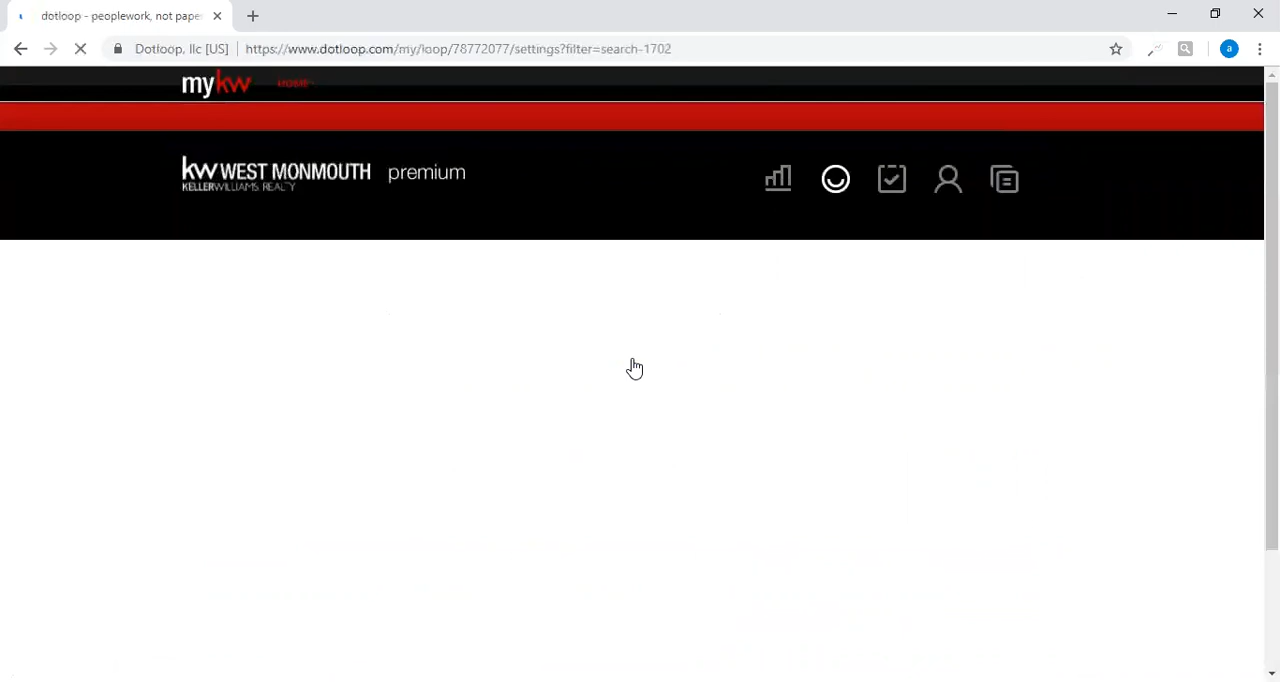 dotloop - peoplework, not pape
Dotloop, llc [US] https://www.dotloop.com/my/loop/78772077/settings?filter=search-1702
a
mykw HOME
kw WEST MONMOUTH premium
KELLERWILLIAMS. REALTY